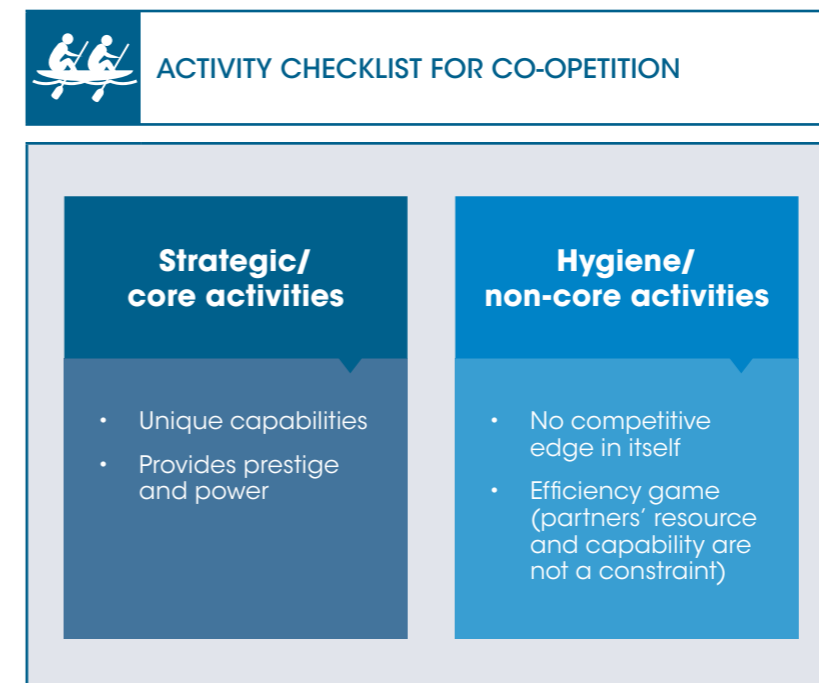 ACTIVITY CHECKLIST FOR CO-OPETITION
Strategic/
core activities
• Unique capabilities
• Provides prestige
and power
Hygiene/
non-core activities
• No competitive
edge in itself
• Efficiency game
(partners’ resource
and capability are
not a constraint)